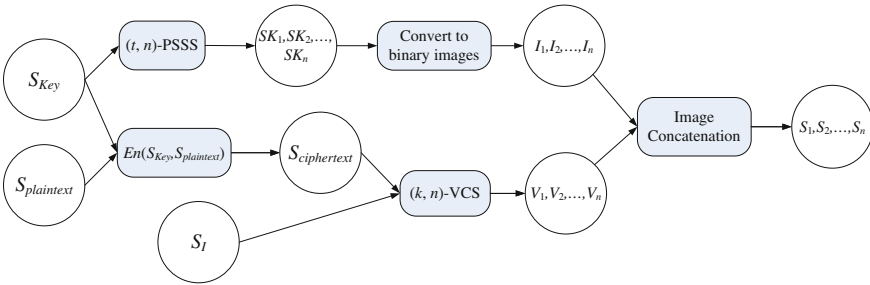 S_Key
(t, n)-PSSS
SK_1,SK_2,…,
SK_n
Convert to
binary images
I_1,I_2,…,I_n
S_plaintext
En(S_Key,S_plaintext)
S_ciphertext
S_I
(k, n)-VCS
V_1,V_2,…,V_n
Image
Concatenation
S_1,S_2,…,S_n